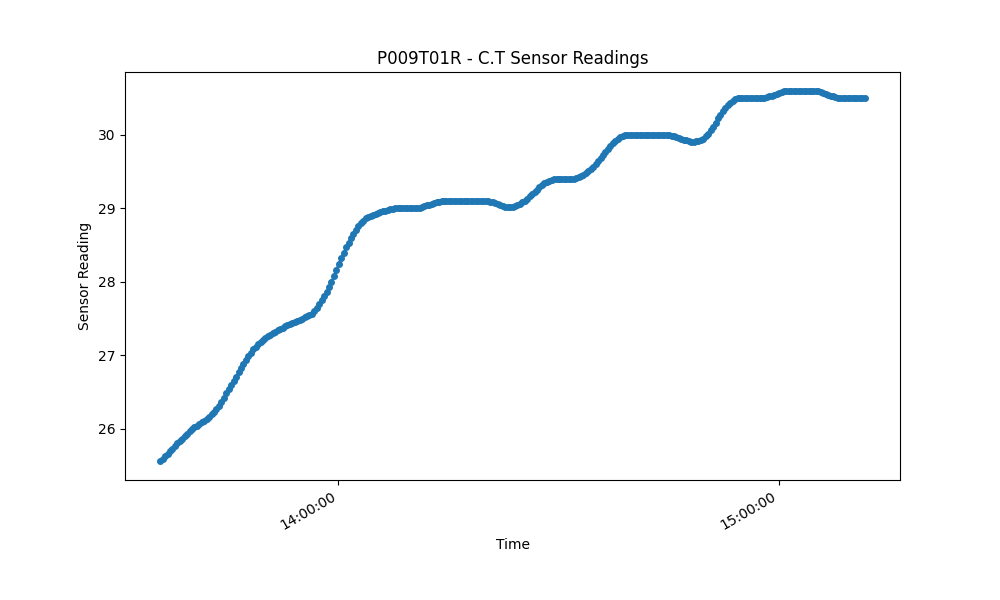 P009T01R - C.T Sensor Readings
Sensor Reading
30
29
28
27
26
14:00:00
15:00:00
Time